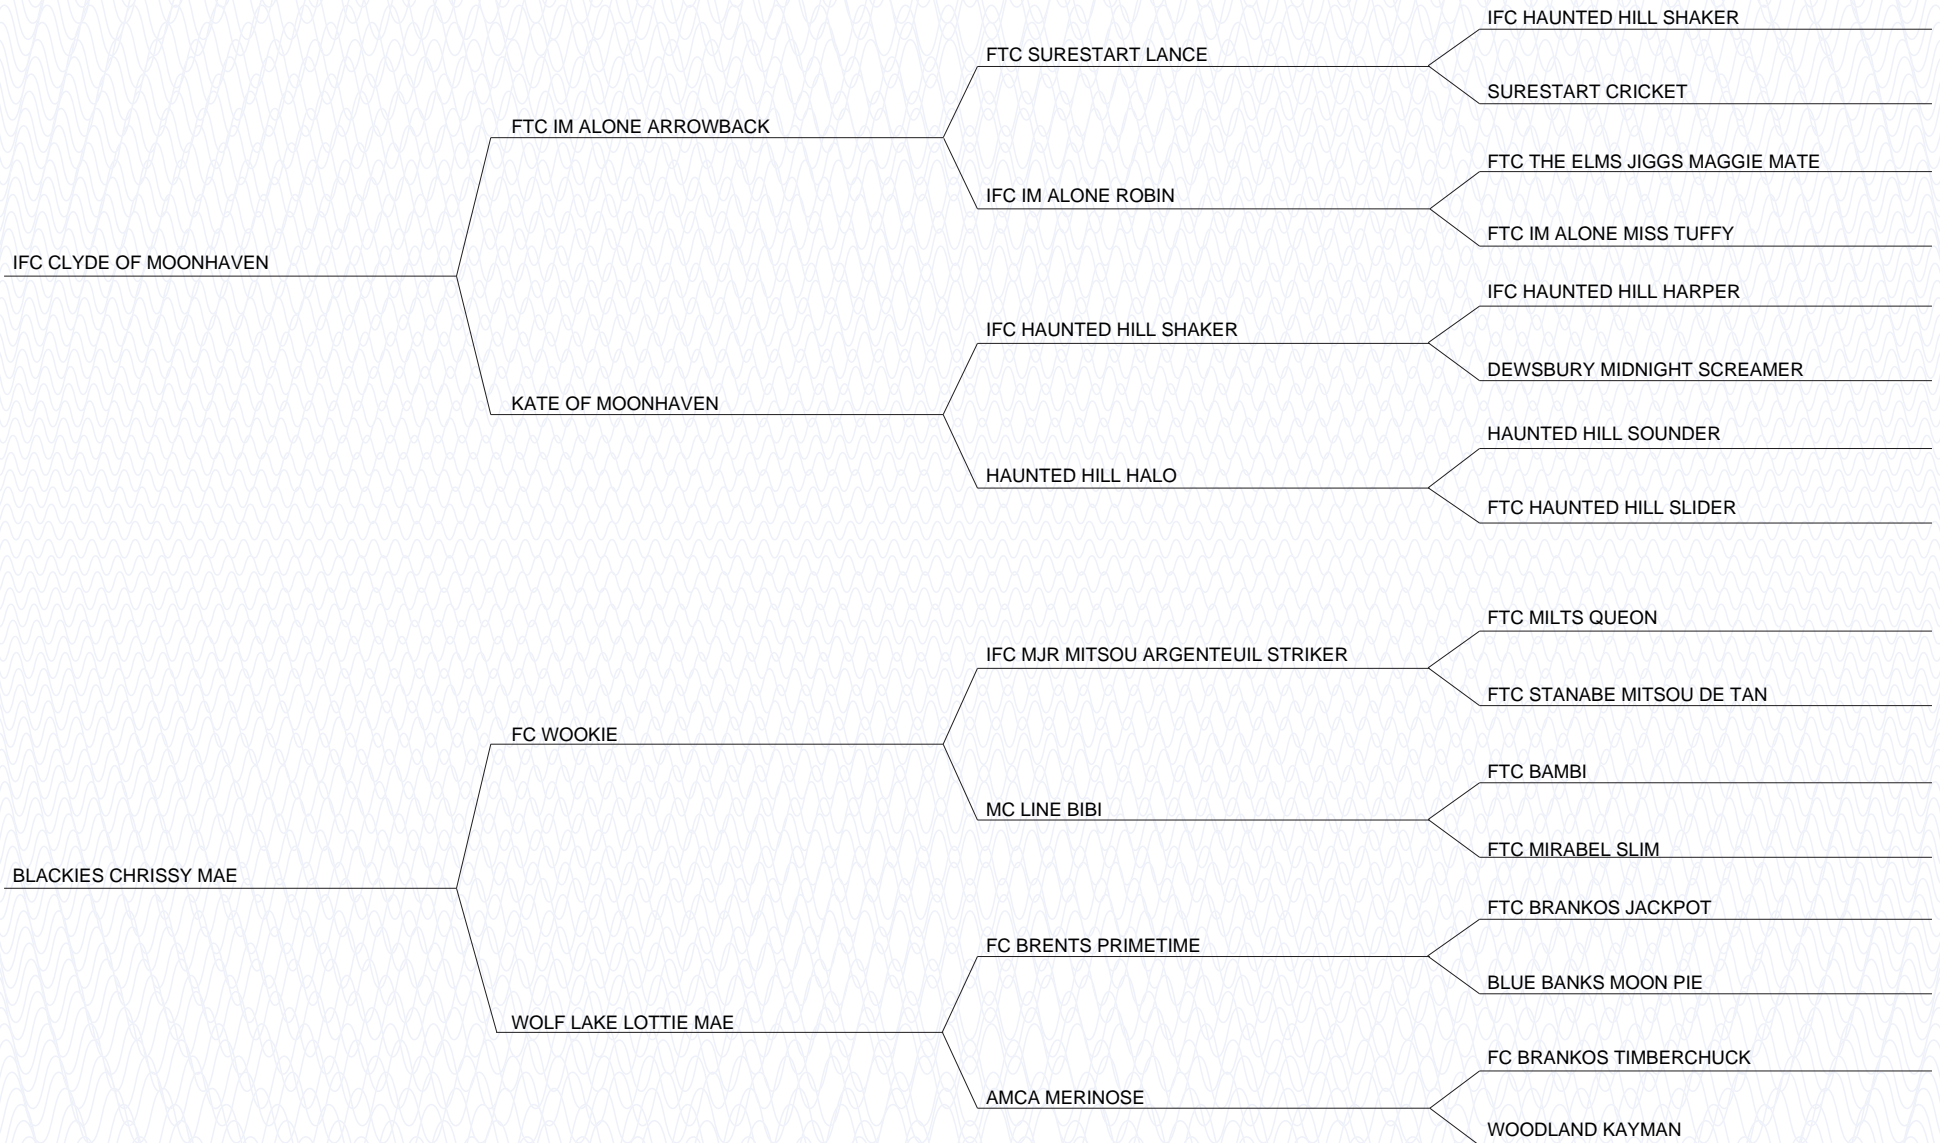 IFC HAUNTED HILL SHAKER
FTC SURESTART LANCE
SURESTART CRICKET
FTC IM ALONE ARROWBACK
FTC THE ELMS JIGGS MAGGIE MATE
IFC IM ALONE ROBIN
FTC IM ALONE MISS TUFFY
IFC CLYDE OF MOONHAVEN
IFC HAUNTED HILL HARPER
IFC HAUNTED HILL SHAKER
DEWSBURY MIDNIGHT SCREAMER
KATE OF MOONHAVEN
HAUNTED HILL SOUNDER
HAUNTED HILL HALO
FTC HAUNTED HILL SLIDER
FTC MILTS QUEON
IFC MJR MITSOU ARGENTEUIL STRIKER
FTC STANABE MITSOU DE TAN
FC WOOKIE
FTC BAMBI
MC LINE BIBI
FTC MIRABEL SLIM
BLACKIES CHRISSY MAE
FTC BRANKOS JACKPOT
FC BRENTS PRIMETIME
BLUE BANKS MOON PIE
WOLF LAKE LOTTIE MAE
FC BRANKOS TIMBERCHUCK
AMCA MERINOSE
WOODLAND KAYMAN